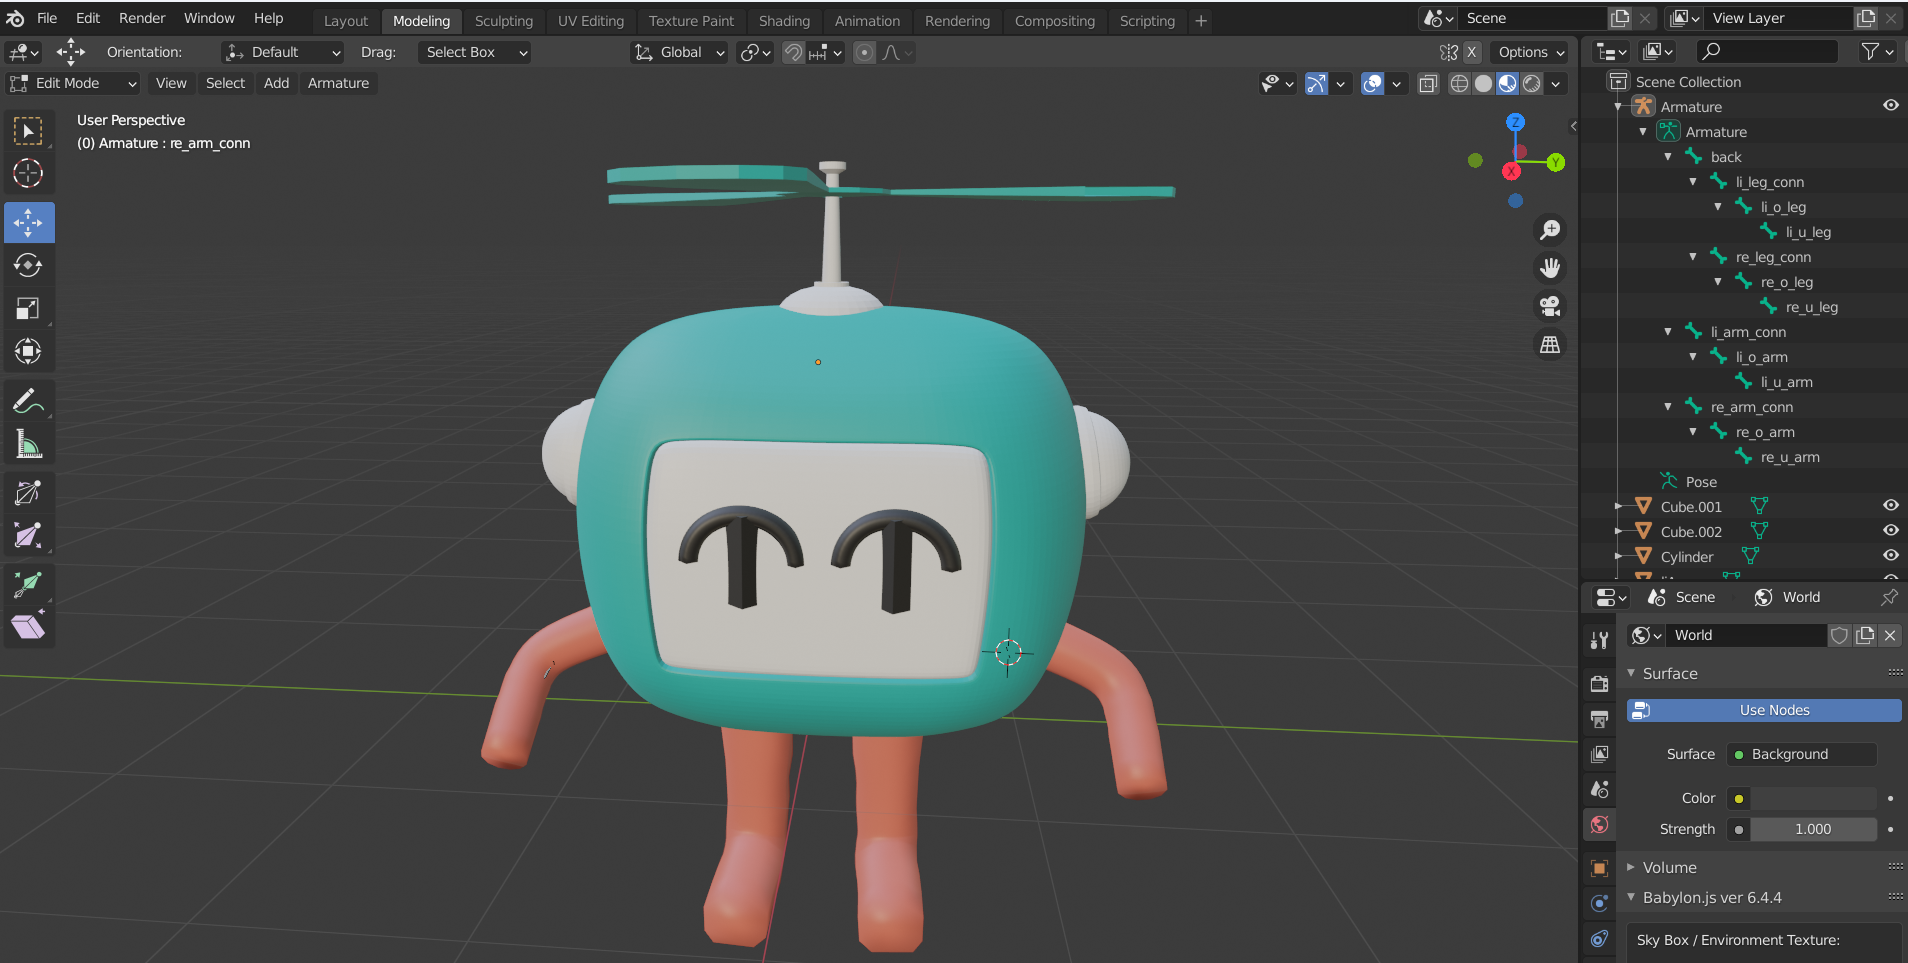 File Edit Render Window Help Layout Modeling Sculpting UV Editing Texture Paint Shading Animation Rendering Compositing Scripting + Scene View Layer
Orientation: Default Drag: Select Box Global X Options
Edit Mode View Select Add Armature
User Perspective
(0) Armature : re_arm_conn
Z
Y
X
Scene Collection
Armature
Armature
back
li_leg_conn
li_o_leg
li_u_leg
re_leg_conn
re_o_leg
re_u_leg
li_arm_conn
li_o_arm
li_u_arm
re_arm_conn
re_o_arm
re_u_arm
Pose
Cube.001
Cube.002
Cylinder
Scene World
World
Surface
Use Nodes
Surface Background
Color
Strength 1.000
Volume
Babylon.js ver 6.4.4
Sky Box / Environment Texture: